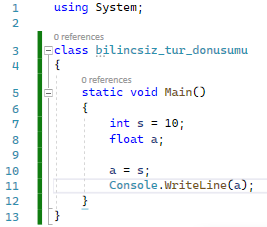 1 using System;
2
0 references
3 class bilincsiz_tur_donusumu
4 {
0 references
5 static void Main()
6 {
7 int s = 10;
8 float a;
9
10 a = s;
11 Console.WriteLine(a);
12 }
13 }